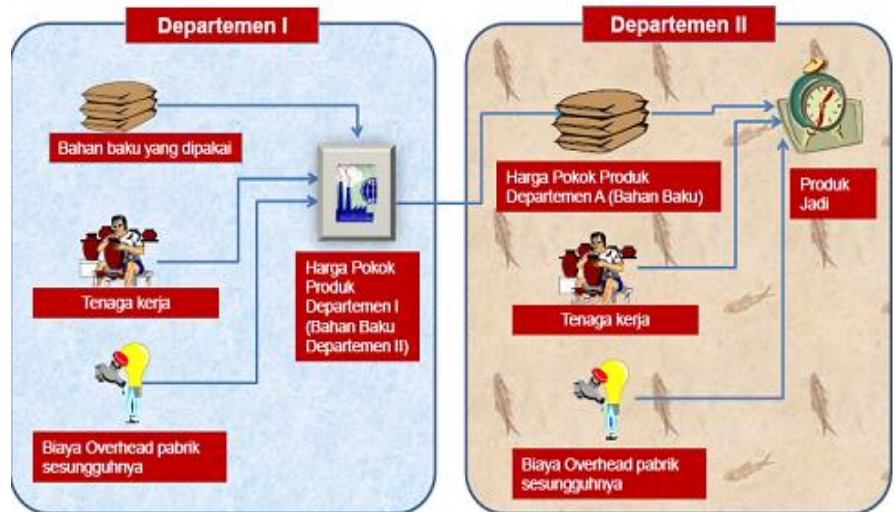 Departemen I
Bahan baku yang dipakai
Tenaga kerja
Biaya Overhead pabrik
sesungguhnya
Harga Pokok
Produk
Departemen I
(Bahan Baku
Departemen II)
Departemen II
Harga Pokok Produk
Departemen A (Bahan Baku)
Tenaga kerja
Biaya Overhead pabrik
sesungguhnya
Produk
Jadi